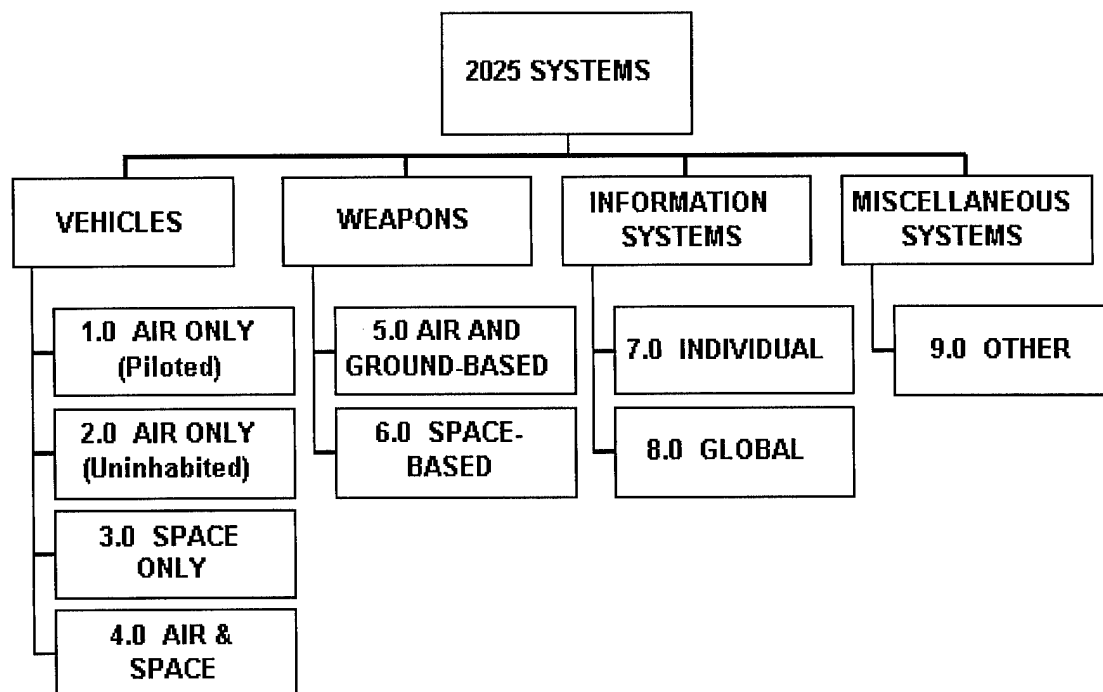 2025 SYSTEMS
VEHICLES
1.0 AIR ONLY
(Piloted)
2.0 AIR ONLY
(Uninhabited)
3.0 SPACE
ONLY
4.0 AIR &
SPACE
WEAPONS
5.0 AIR AND
GROUND-BASED
6.0 SPACE-
BASED
INFORMATION
SYSTEMS
7.0 INDIVIDUAL
8.0 GLOBAL
MISCELLANEOUS
SYSTEMS
9.0 OTHER